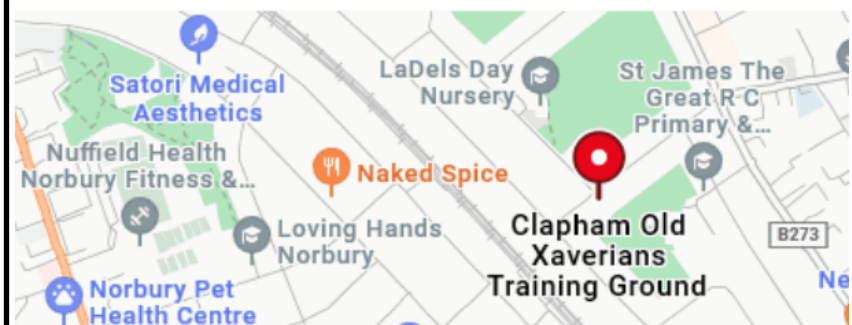 Satori Medical
Aesthetics
LaDels Day
Nursery
St James The
Great R C
Primary &...
Nuffield Health
Norbury Fitness &...
Naked Spice
Loving Hands
Norbury
Clapham Old
Xaverians
Training Ground
B273
Norbury Pet
Health Centre
Ne